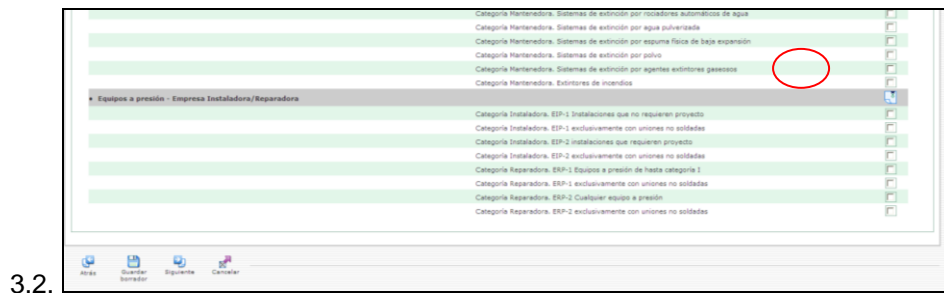 Categoría Mantenedora. Sistemas de extinción por rociadores automáticos de agua
Categoría Mantenedora. Sistemas de extinción por agua pulverizada
Categoría Mantenedora. Sistemas de extinción por espuma física de baja expansión
Categoría Mantenedora. Sistemas de extinción por polvo
Categoría Mantenedora. Sistemas de extinción por agentes extintores gaseosos
Categoría Mantenedora. Extintores de incendios
• Equipos a presión - Empresa Instaladora/Reparadora
Categoría Instaladora. EIP-1 Instalaciones que no requieren proyecto
Categoría Instaladora. EIP-1 exclusivamente con uniones no soldadas
Categoría Instaladora. EIP-2 instalaciones que requieren proyecto
Categoría Instaladora. EIP-2 exclusivamente con uniones no soldadas
Categoría Reparadora. ERP-1 Equipos a presión de hasta categoría I
Categoría Reparadora. ERP-1 exclusivamente con uniones no soldadas
Categoría Reparadora. ERP-2 Cualquier equipo a presión
Categoría Reparadora. ERP-2 exclusivamente con uniones no soldadas
Atrás Guardar borrador Siguiente Cancelar
3.2.